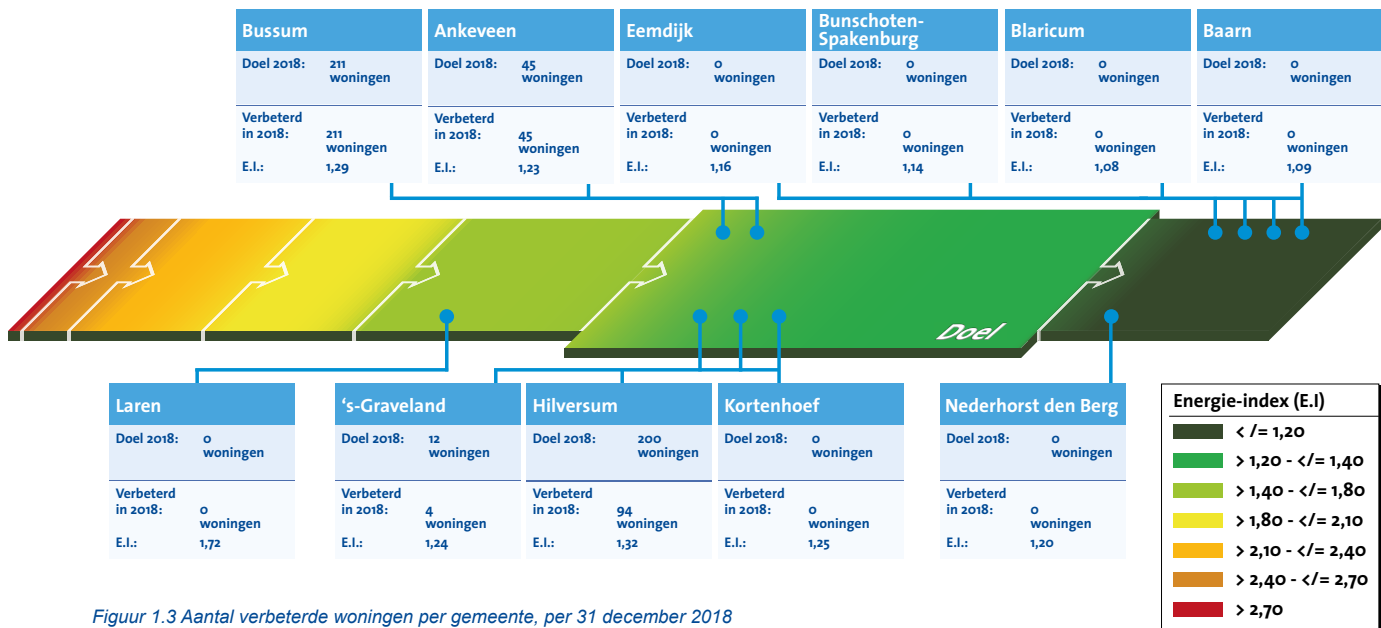 Bussum
Doel 2018: 211 woningen
Verbeterd in 2018: 211 woningen
E.I.: 1,29
Ankeveen
Doel 2018: 45 woningen
Verbeterd in 2018: 45 woningen
E.I.: 1,23
Eemdijk
Doel 2018: 0 woningen
Verbeterd in 2018: 0 woningen
E.I.: 1,16
Bunschoten-
Spakenburg
Doel 2018: 0 woningen
Verbeterd in 2018: 0 woningen
E.I.: 1,14
Blaricum
Doel 2018: 0 woningen
Verbeterd in 2018: 0 woningen
E.I.: 1,08
Baarn
Doel 2018: 0 woningen
Verbeterd in 2018: 0 woningen
E.I.: 1,09
Doel
Laren
Doel 2018: 0 woningen
Verbeterd in 2018: 0 woningen
E.I.: 1,72
‘s-Graveland
Doel 2018: 12 woningen
Verbeterd in 2018: 4 woningen
E.I.: 1,24
Hilversum
Doel 2018: 200 woningen
Verbeterd in 2018: 94 woningen
E.I.: 1,32
Kortenhoef
Doel 2018: 0 woningen
Verbeterd in 2018: 0 woningen
E.I.: 1,25
Nederhorst den Berg
Doel 2018: 0 woningen
Verbeterd in 2018: 0 woningen
E.I.: 1,20
Energie-index (E.I)
< /= 1,20
> 1,20 - </= 1,40
> 1,40 - </= 1,80
> 1,80 - </= 2,10
> 2,10 - </= 2,40
> 2,40 - </= 2,70
> 2,70
Figuur 1.3 Aantal verbeterde woningen per gemeente, per 31 december 2018